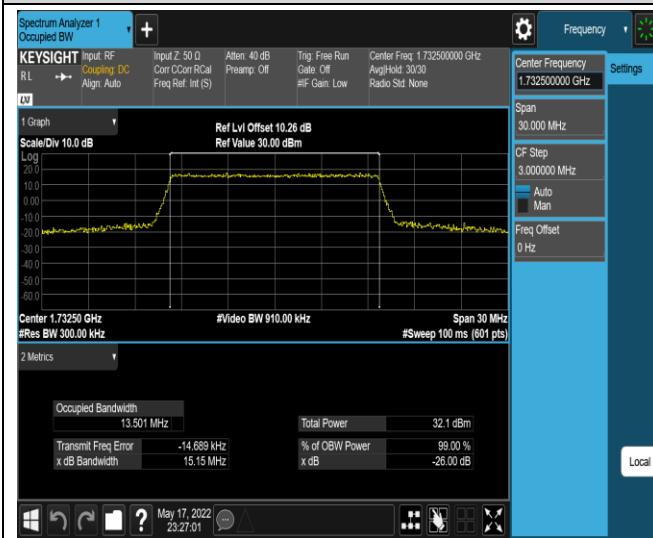 Spectrum Analyzer 1
Occupied BW
+
Frequency
KEYSIGHT
RL
LXI
Input: RF
Coupling: DC
Align: Auto
Input Z: 50 Ω
Corr CCorr RCal
Freq Ref: Int (S)
Atten: 40 dB
Preamp: Off
Trig: Free Run
Gate: Off
#IF Gain: Low
Center Freq: 1.732500000 GHz
Avg|Hold: 30/30
Radio Std: None
Center Frequency
1.732500000 GHz
Settings
Span
30.000 MHz
CF Step
3.000000 MHz
Auto
Man
Freq Offset
0 Hz
Local
1 Graph
Scale/Div 10.0 dB
Ref Lvl Offset 10.26 dB
Ref Value 30.00 dBm
Log
20.0
10.0
0.00
-10.0
-20.0
-30.0
-40.0
-50.0
-60.0
Center 1.73250 GHz
#Video BW 910.00 kHz
Span 30 MHz
#Res BW 300.00 kHz
#Sweep 100 ms (601 pts)
2 Metrics
Occupied Bandwidth
13.501 MHz
Total Power 32.1 dBm
Transmit Freq Error -14.689 kHz
% of OBW Power 99.00 %
x dB Bandwidth 15.15 MHz
x dB -26.00 dB
?
May 17, 2022
23:27:01